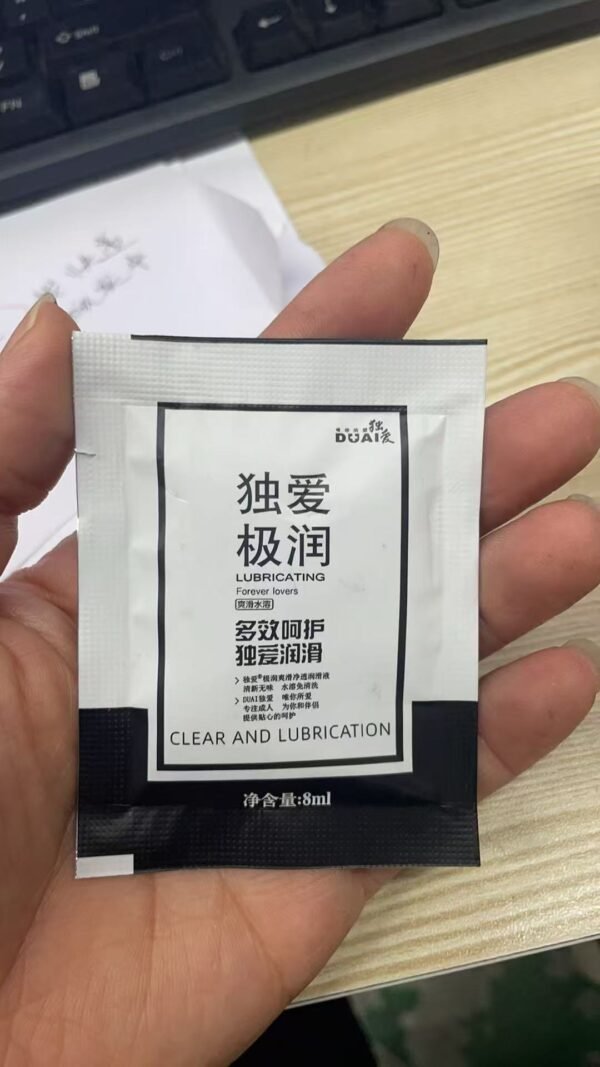 Shift
Ctrl
FN
DUAI独爱
独爱
极润
LUBRICATING
Forever lovers
爽滑水溶
多效呵护
独爱润滑
独爱®极润爽滑净透润滑液
清新无味 水溶免清洗
DUAI独爱 唯你所爱
专注成人 为你和伴侣
提供贴心的呵护
CLEAR AND LUBRICATION
净含量:8ml